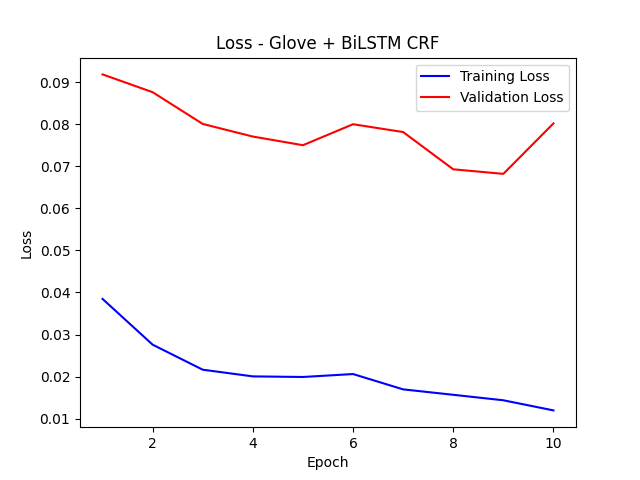 Loss - Glove + BiLSTM CRF
Training Loss
Validation Loss
0.09
0.08
0.07
0.06
0.05
0.04
0.03
0.02
0.01
Loss
2
4
6
8
10
Epoch